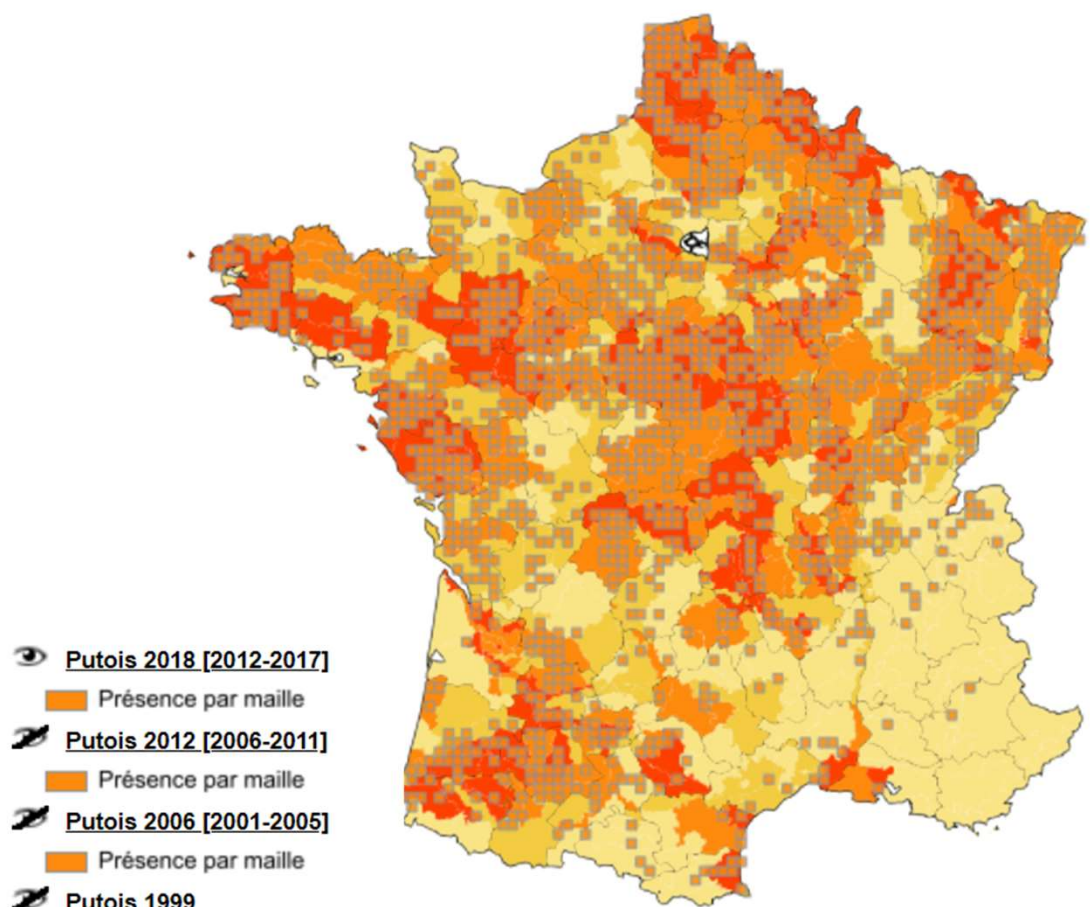 Putois 2018 [2012-2017]
Présence par maille
Putois 2012 [2006-2011]
Présence par maille
Putois 2006 [2001-2005]
Présence par maille
Putois 1999